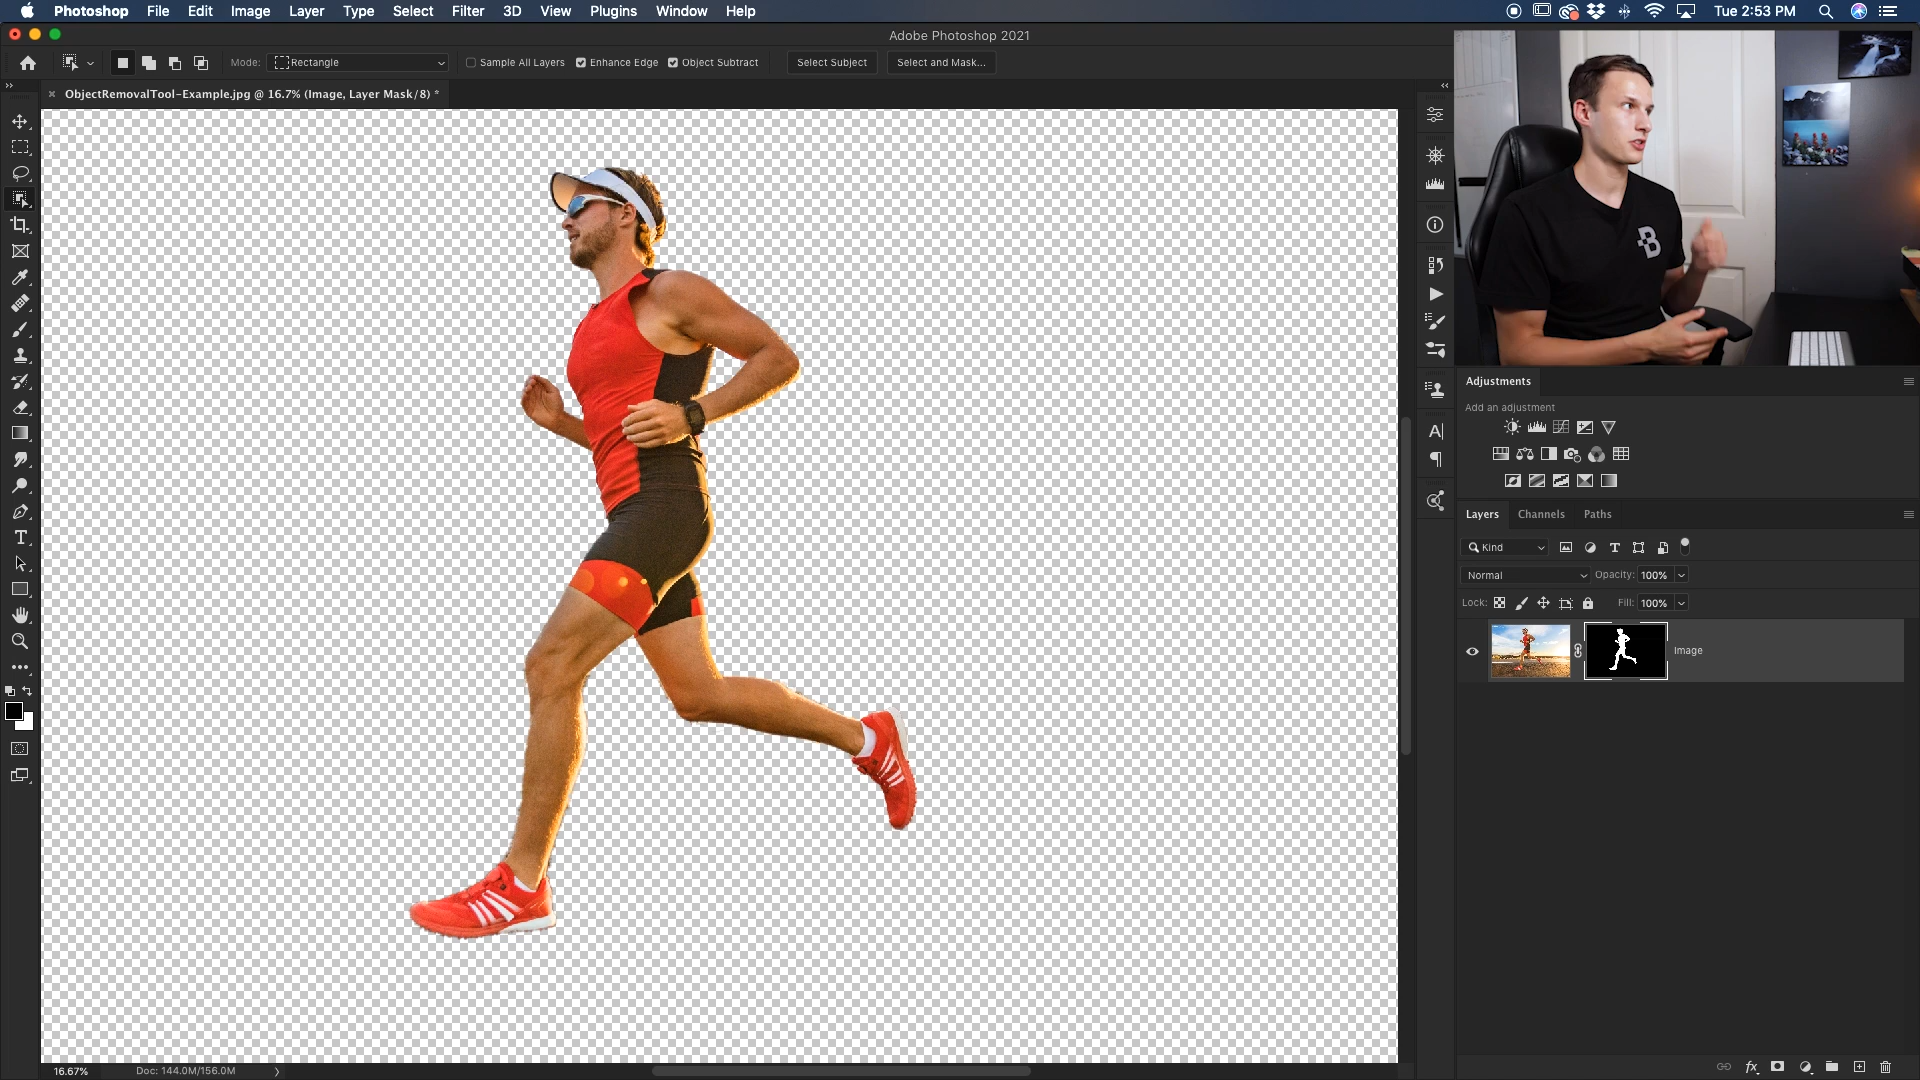 Photoshop File Edit Image Layer Type Select Filter 3D View Plugins Window Help Tue 2:53 PM
Adobe Photoshop 2021
Mode: Rectangle Sample All Layers Enhance Edge Object Subtract Select Subject Select and Mask...
ObjectRemovalTool-Example.jpg @ 16.7% (Image, Layer Mask/8) *
B
Adjustments
Add an adjustment
Layers Channels Paths
Kind
Normal Opacity: 100%
Lock: Fill: 100%
Image
16.67% Doc: 144.0M/156.0M